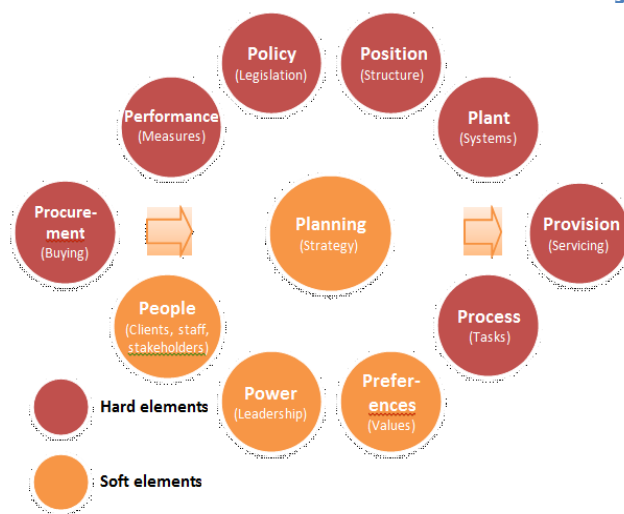 Policy
(Legislation)
Position
(Structure)
Performance
(Measures)
Plant
(Systems)
Procure-
ment
(Buying)
Planning
(Strategy)
Provision
(Servicing)
People
(Clients, staff,
stakeholders)
Process
(Tasks)
Power
(Leadership)
Prefer-
ences
(Values)
Hard elements
Soft elements